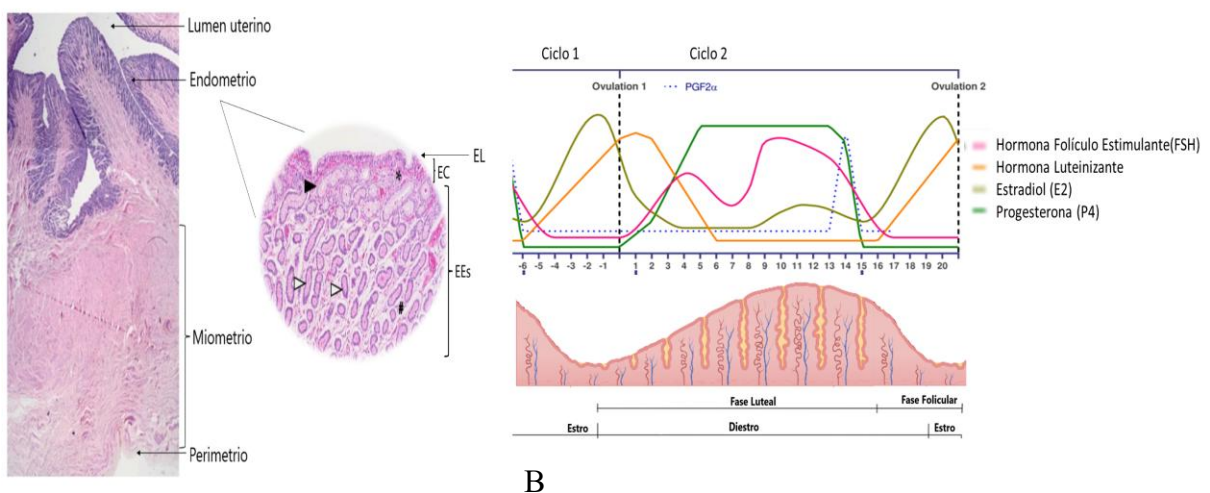 Lumen uterino
Endometrio
EL
EC
*
EEs
#
Miometrio
Perimetrio
Ciclo 1
Ciclo 2
Ovulation 1
PGF2α
Ovulation 2
Hormona Folículo Estimulante(FSH)
Hormona Luteinizante
Estradiol (E2)
Progesterona (P4)
-6 -5 -4 -3 -2 -1 1 2 3 4 5 6 7 8 9 10 11 12 13 14 15 16 17 18 19 20
Fase Luteal
Fase Folicular
Estro
Diestro
Estro
B